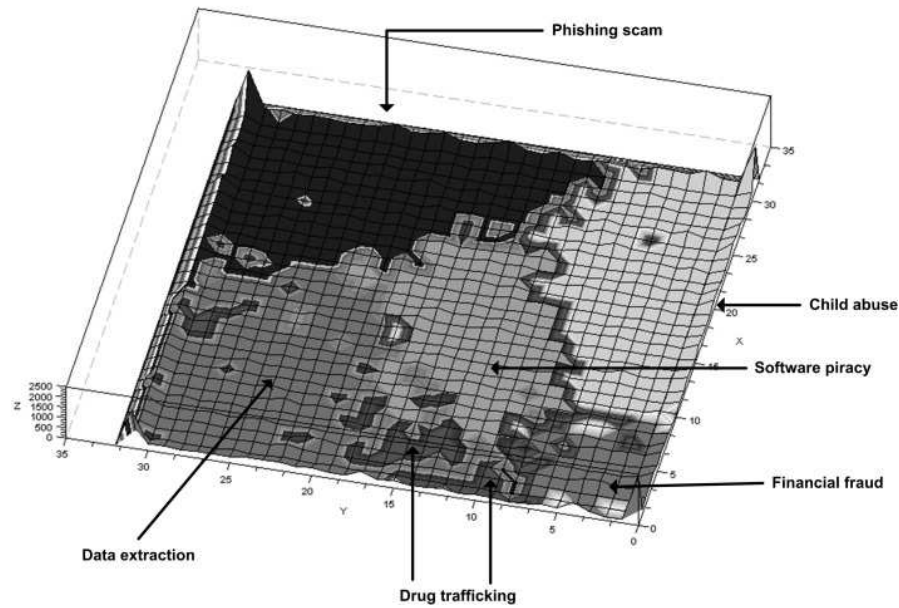 Phishing scam
35
30
25
Child abuse
20
X
Software piracy
15
10
Z
2500
2000
1500
1000
500
0
5
Financial fraud
35
30
25
20
Y
15
10
5
0
0
Data extraction
Drug trafficking